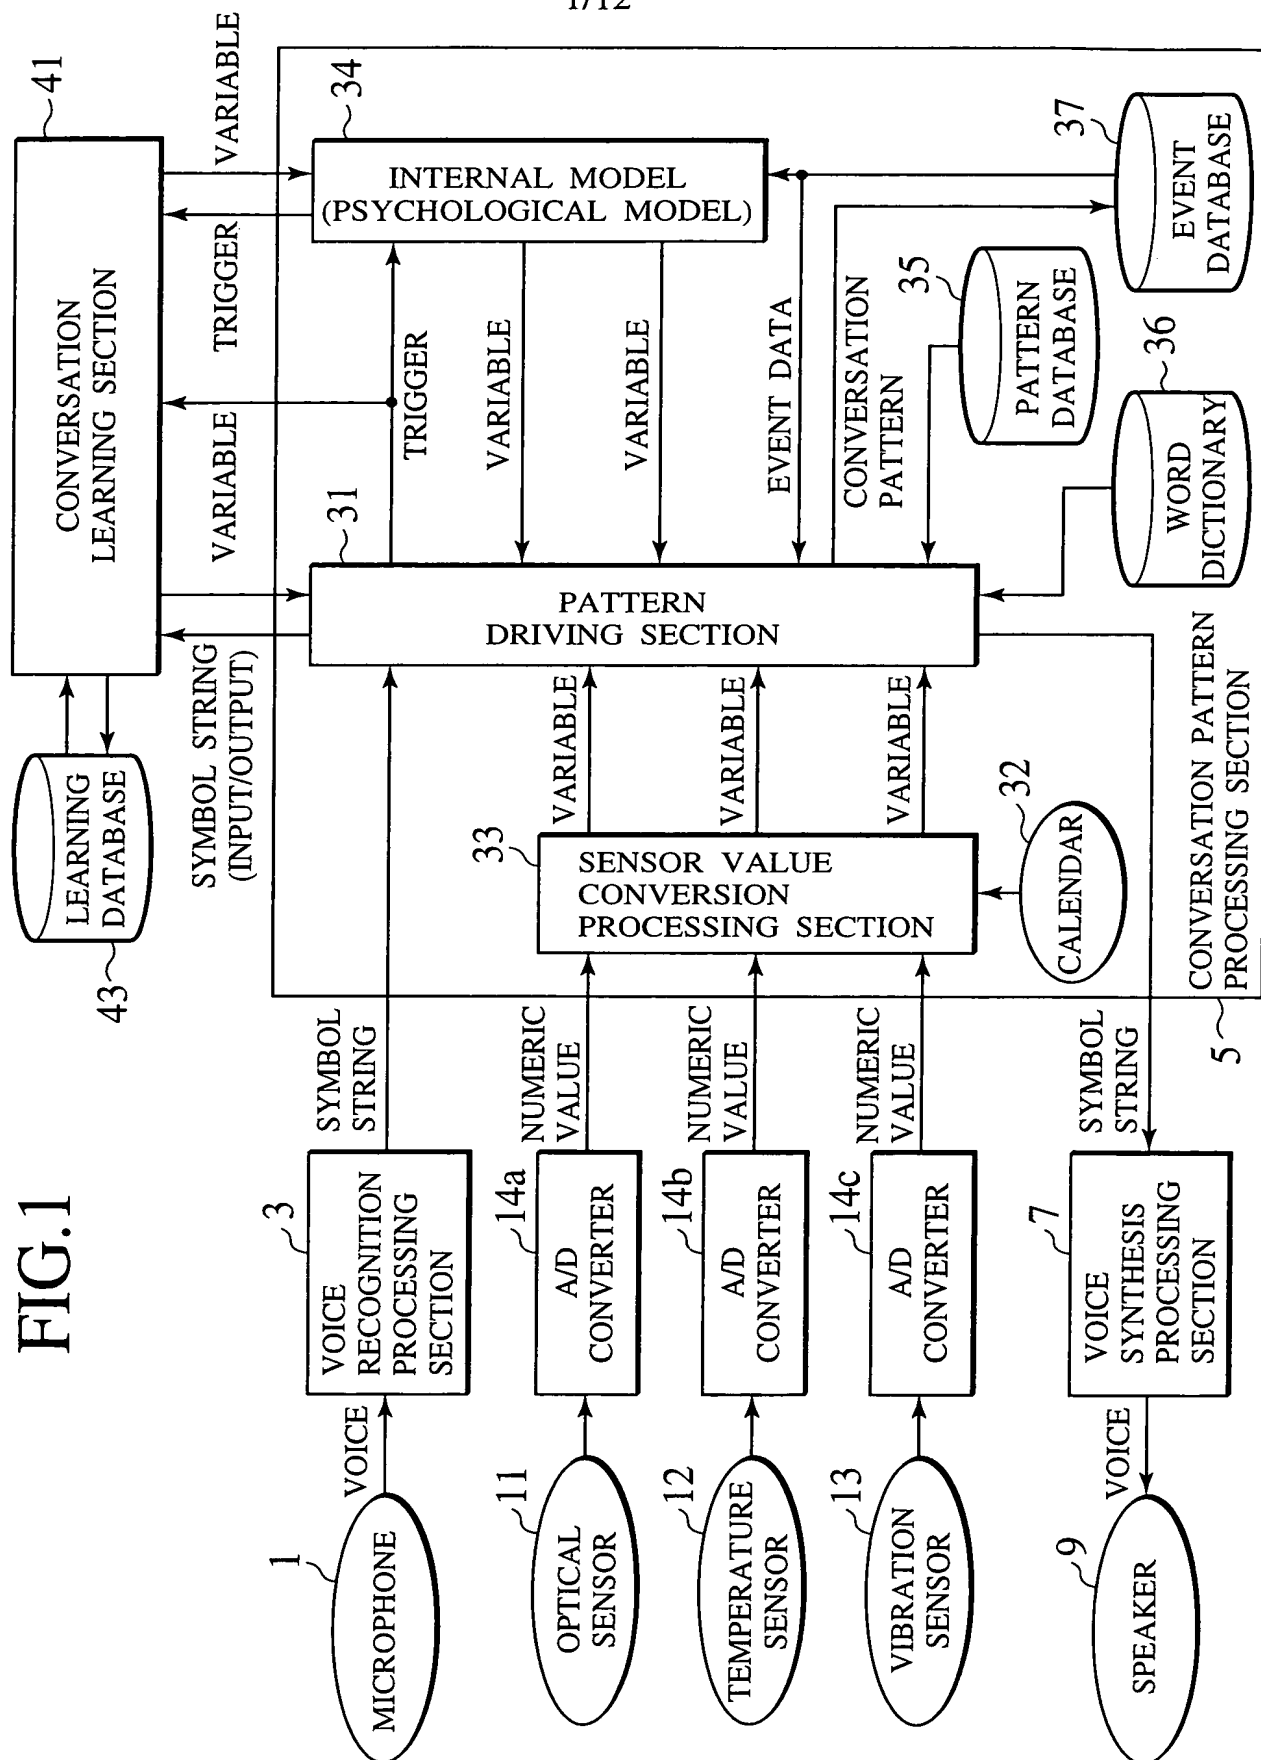 1/12
FIG.1
41
CONVERSATION
LEARNING SECTION
43
LEARNING
DATABASE
SYMBOL STRING
(INPUT/OUTPUT)
VARIABLE
TRIGGER
VARIABLE
1
MICROPHONE
VOICE
3
VOICE
RECOGNITION
PROCESSING
SECTION
SYMBOL
STRING
31
PATTERN
DRIVING SECTION
TRIGGER
VARIABLE
VARIABLE
34
INTERNAL MODEL
(PSYCHOLOGICAL MODEL)
11
OPTICAL
SENSOR
14a
A/D
CONVERTER
NUMERIC
VALUE
33
SENSOR VALUE
CONVERSION
PROCESSING SECTION
VARIABLE
VARIABLE
VARIABLE
12
TEMPERATURE
SENSOR
14b
A/D
CONVERTER
NUMERIC
VALUE
EVENT DATA
CONVERSATION
PATTERN
13
VIBRATION
SENSOR
14c
A/D
CONVERTER
NUMERIC
VALUE
32
CALENDAR
35
PATTERN
DATABASE
36
WORD
DICTIONARY
37
EVENT
DATABASE
9
SPEAKER
VOICE
7
VOICE
SYNTHESIS
PROCESSING
SECTION
SYMBOL
STRING
5
CONVERSATION PATTERN
PROCESSING SECTION